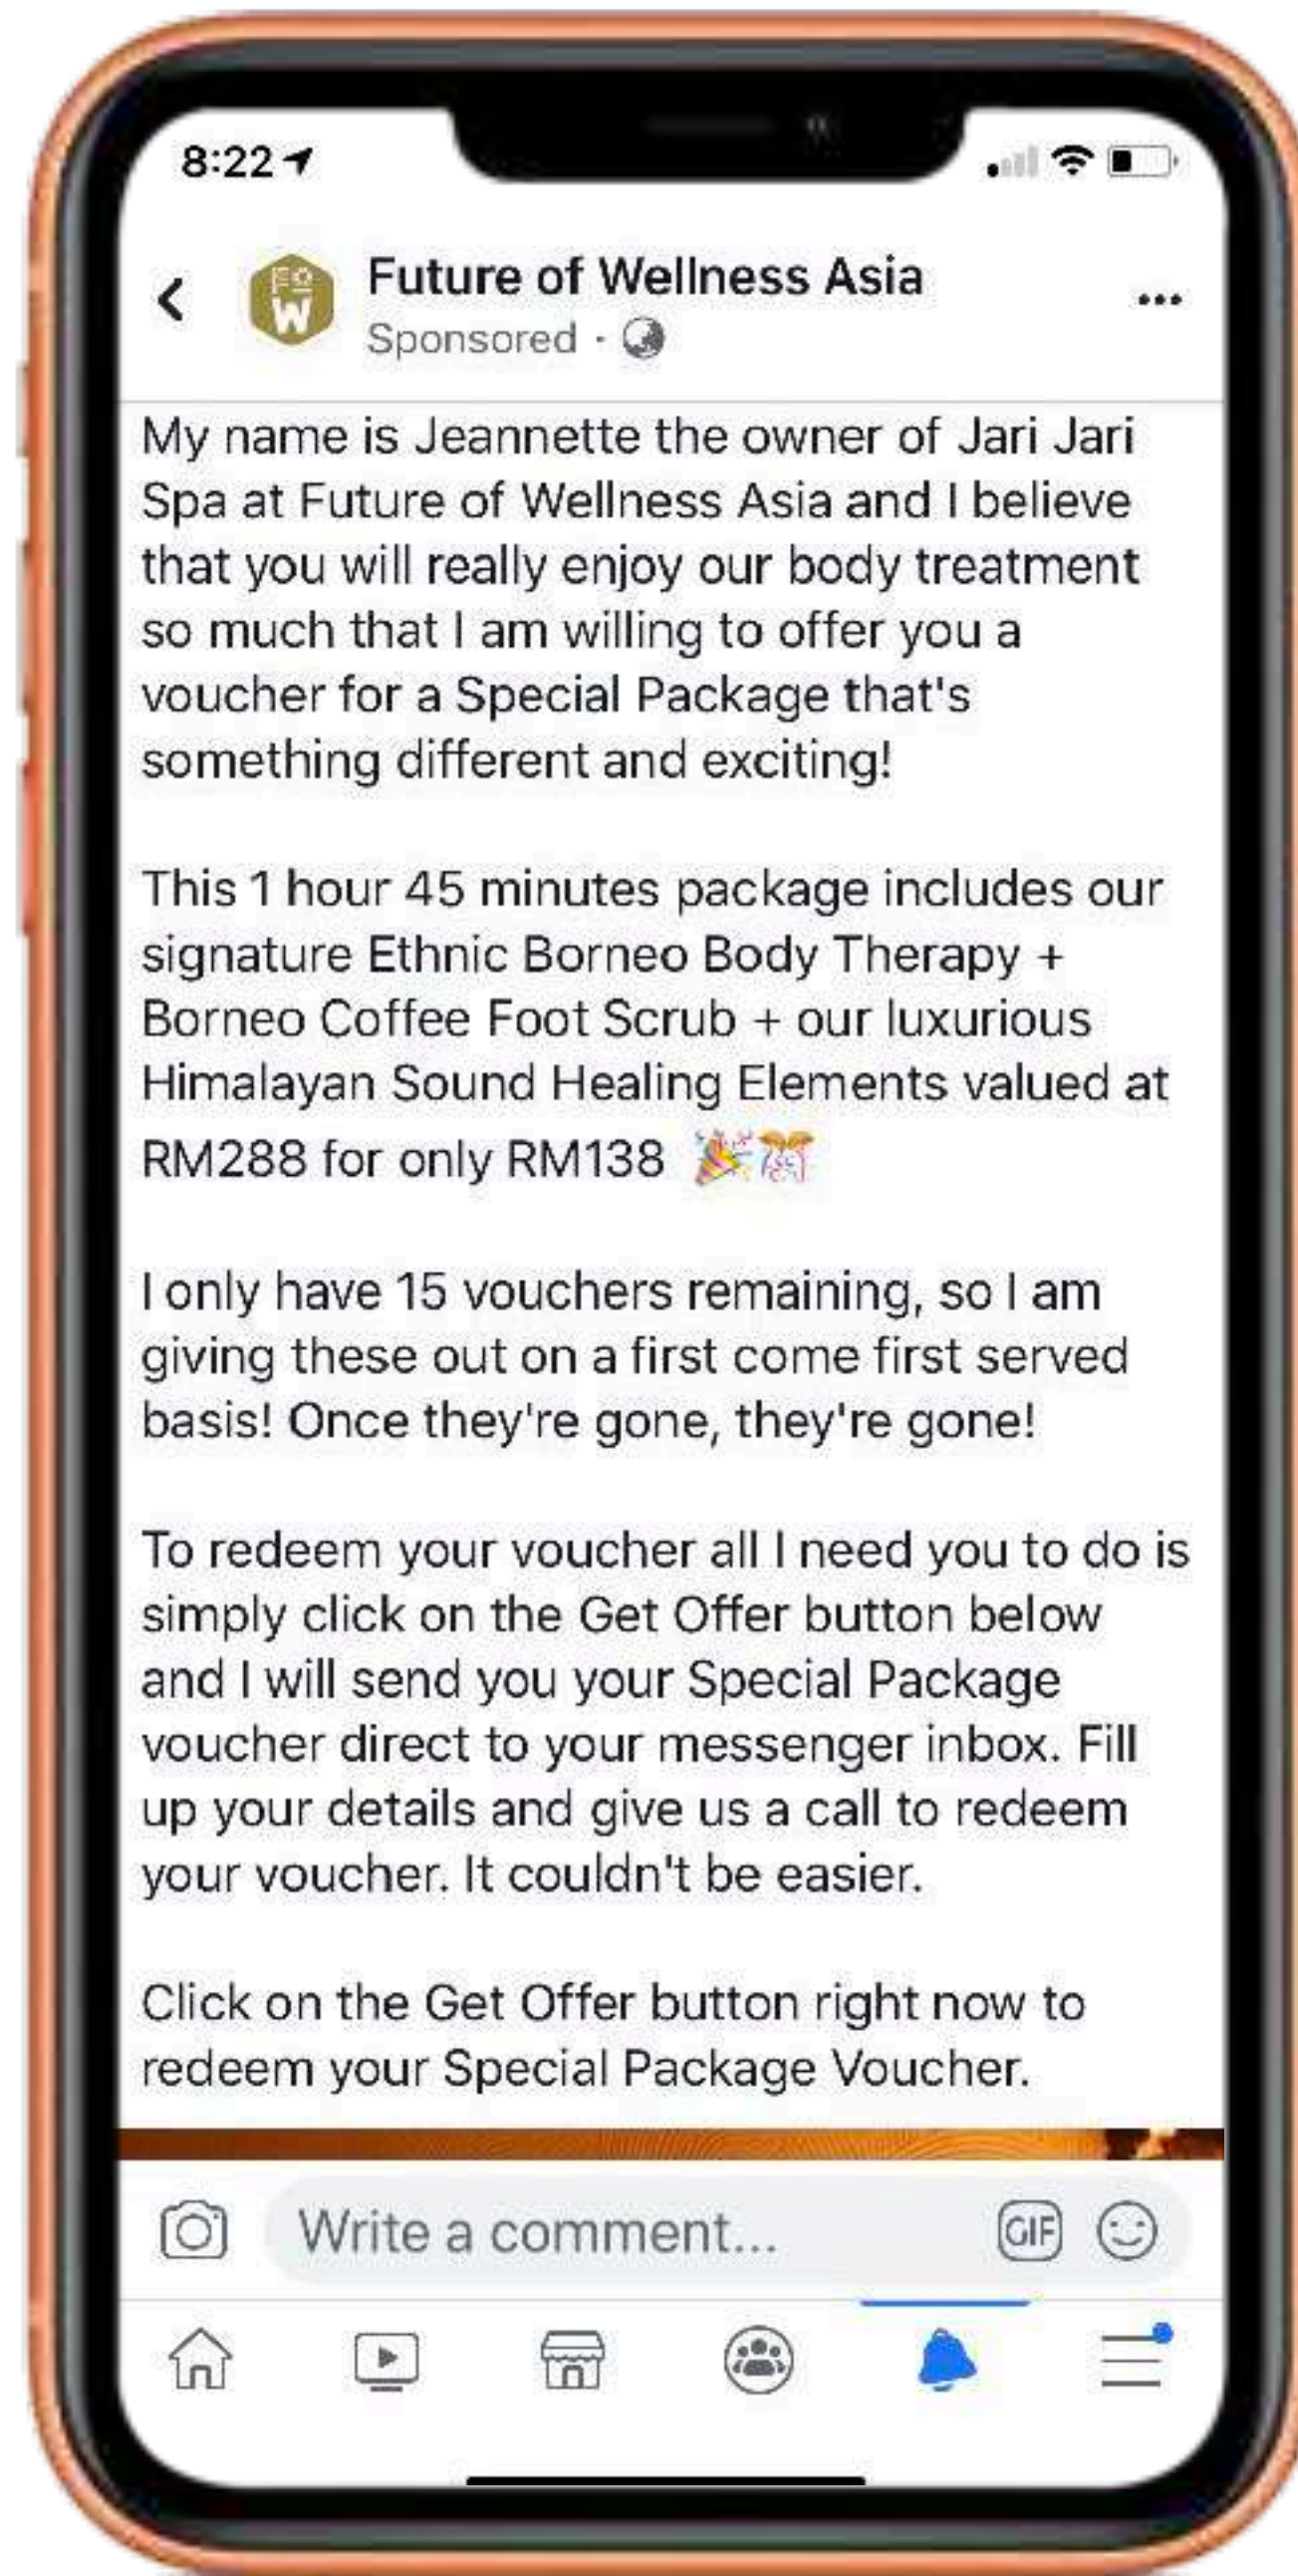 8:22
FO
W
Future of Wellness Asia
Sponsored ·
My name is Jeannette the owner of Jari Jari
Spa at Future of Wellness Asia and I believe
that you will really enjoy our body treatment
so much that I am willing to offer you a
voucher for a Special Package that's
something different and exciting!
This 1 hour 45 minutes package includes our
signature Ethnic Borneo Body Therapy +
Borneo Coffee Foot Scrub + our luxurious
Himalayan Sound Healing Elements valued at
RM288 for only RM138 🎉🎊
I only have 15 vouchers remaining, so I am
giving these out on a first come first served
basis! Once they're gone, they're gone!
To redeem your voucher all I need you to do is
simply click on the Get Offer button below
and I will send you your Special Package
voucher direct to your messenger inbox. Fill
up your details and give us a call to redeem
your voucher. It couldn't be easier.
Click on the Get Offer button right now to
redeem your Special Package Voucher.
Write a comment... GIF